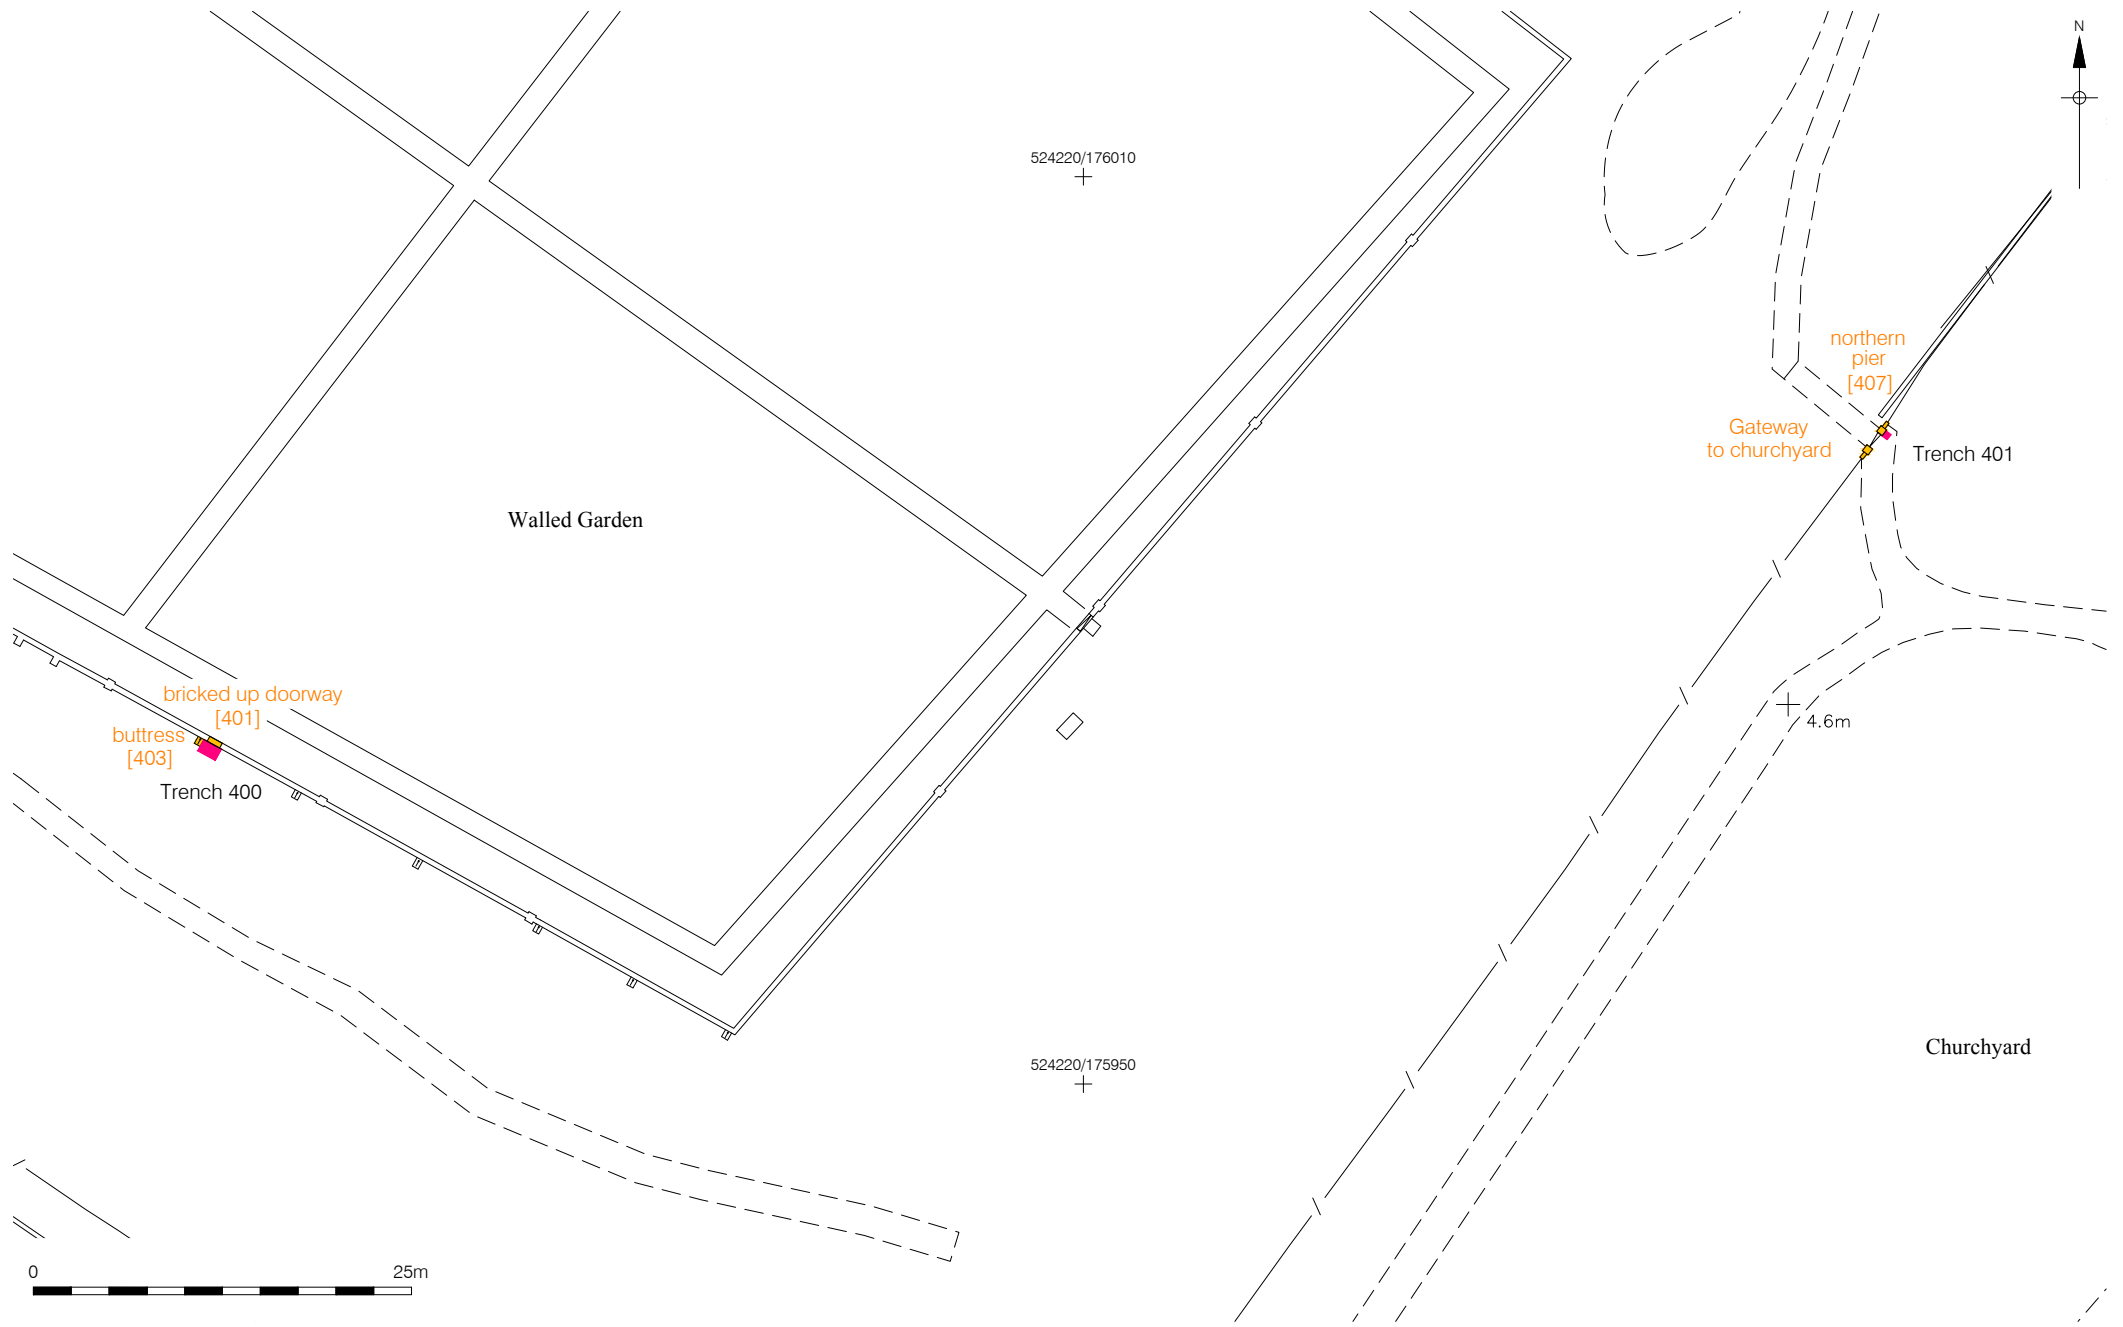 N
524220/176010
northern
pier
[407]
Gateway
to churchyard
Trench 401
Walled Garden
bricked up doorway
[401]
buttress
[403]
Trench 400
4.6m
Churchyard
524220/175950
0
25m